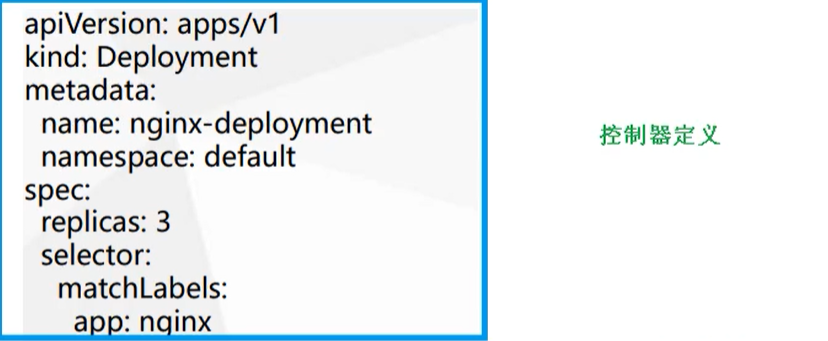 apiVersion: apps/v1
kind: Deployment
metadata:
  name: nginx-deployment
  namespace: default
spec:
  replicas: 3
  selector:
    matchLabels:
      app: nginx
控制器定义